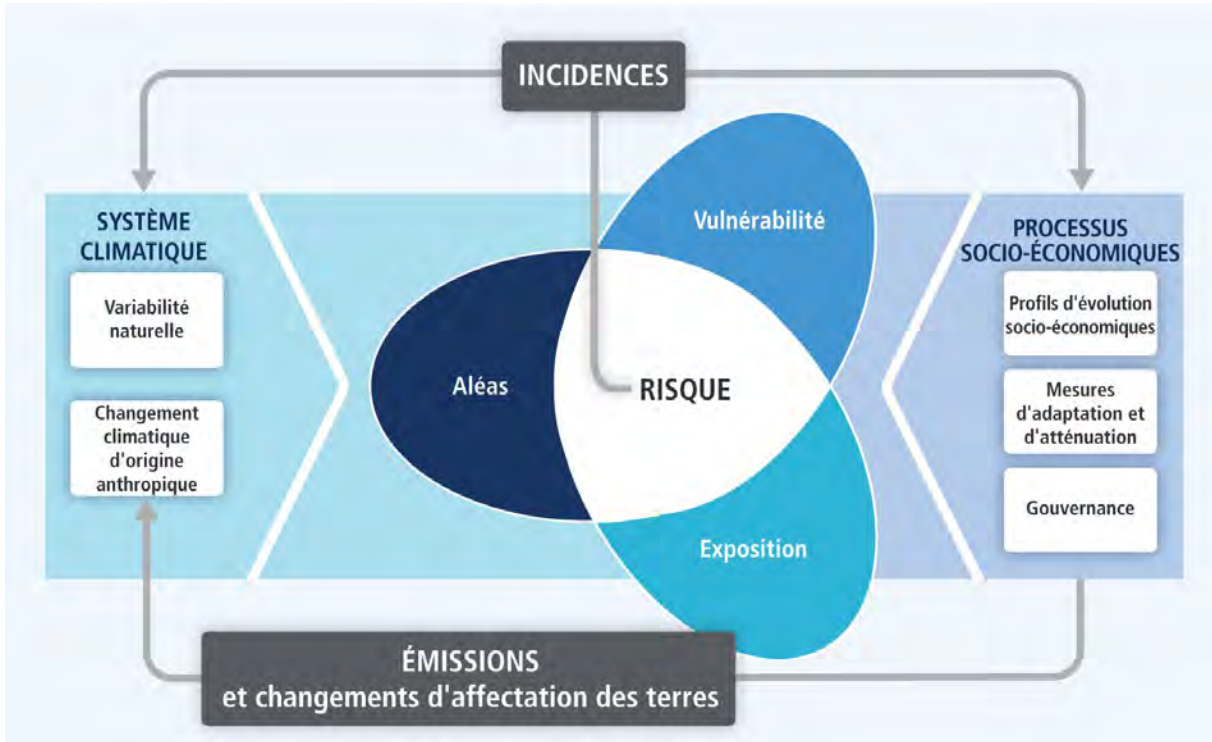 INCIDENCES
SYSTÈME
CLIMATIQUE
Variabilité
naturelle
Changement
climatique
d'origine
anthropique
Aléas
Vulnérabilité
RISQUE
Exposition
PROCESSUS
SOCIO-ÉCONOMIQUES
Profils d'évolution
socio-économiques
Mesures
d'adaptation et
d'atténuation
Gouvernance
ÉMISSIONS
et changements d'affectation des terres